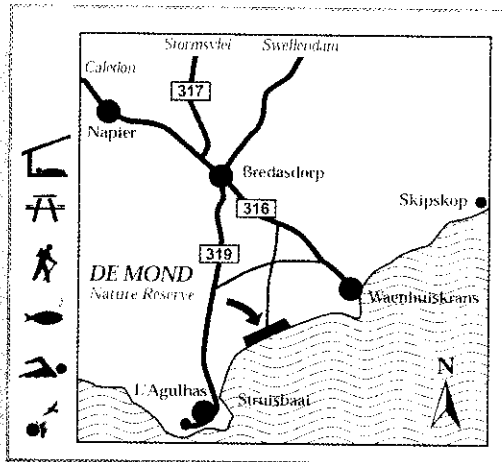 Stormsvlei Swellendam
Caledon
317
Napier
Bredasdorp
316
Skipskop
319
DE MOND
Nature Reserve
Waenhuiskrans
N
L'Agulhas
Struisbaai